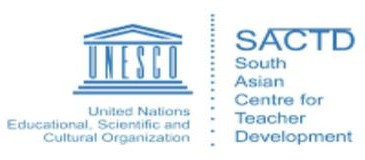 UNESCO
United Nations
Educational, Scientific and
Cultural Organization
SACTD
South
Asian
Centre for
Teacher
Development